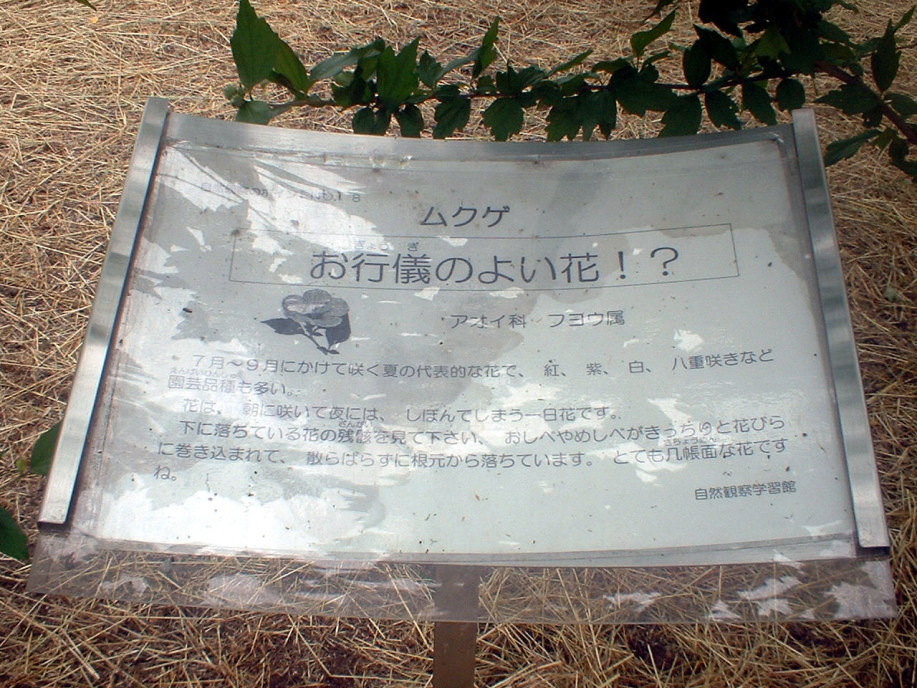 ムクゲ
お行儀のよい花！？
アオイ科　フヨウ属
7月～9月にかけて咲く夏の代表的な花で、紅、紫、白、八重咲きなど
園芸品種も多い。
花は、朝に咲いて夜には、しぼんでしまう一日花です。
下に落ちている花の残骸を見て下さい、おしべやめしべがきっちりと花びら
に巻き込まれて、散らばらずに根元から落ちています。とても几帳面な花です
ね。
自然観察学習館